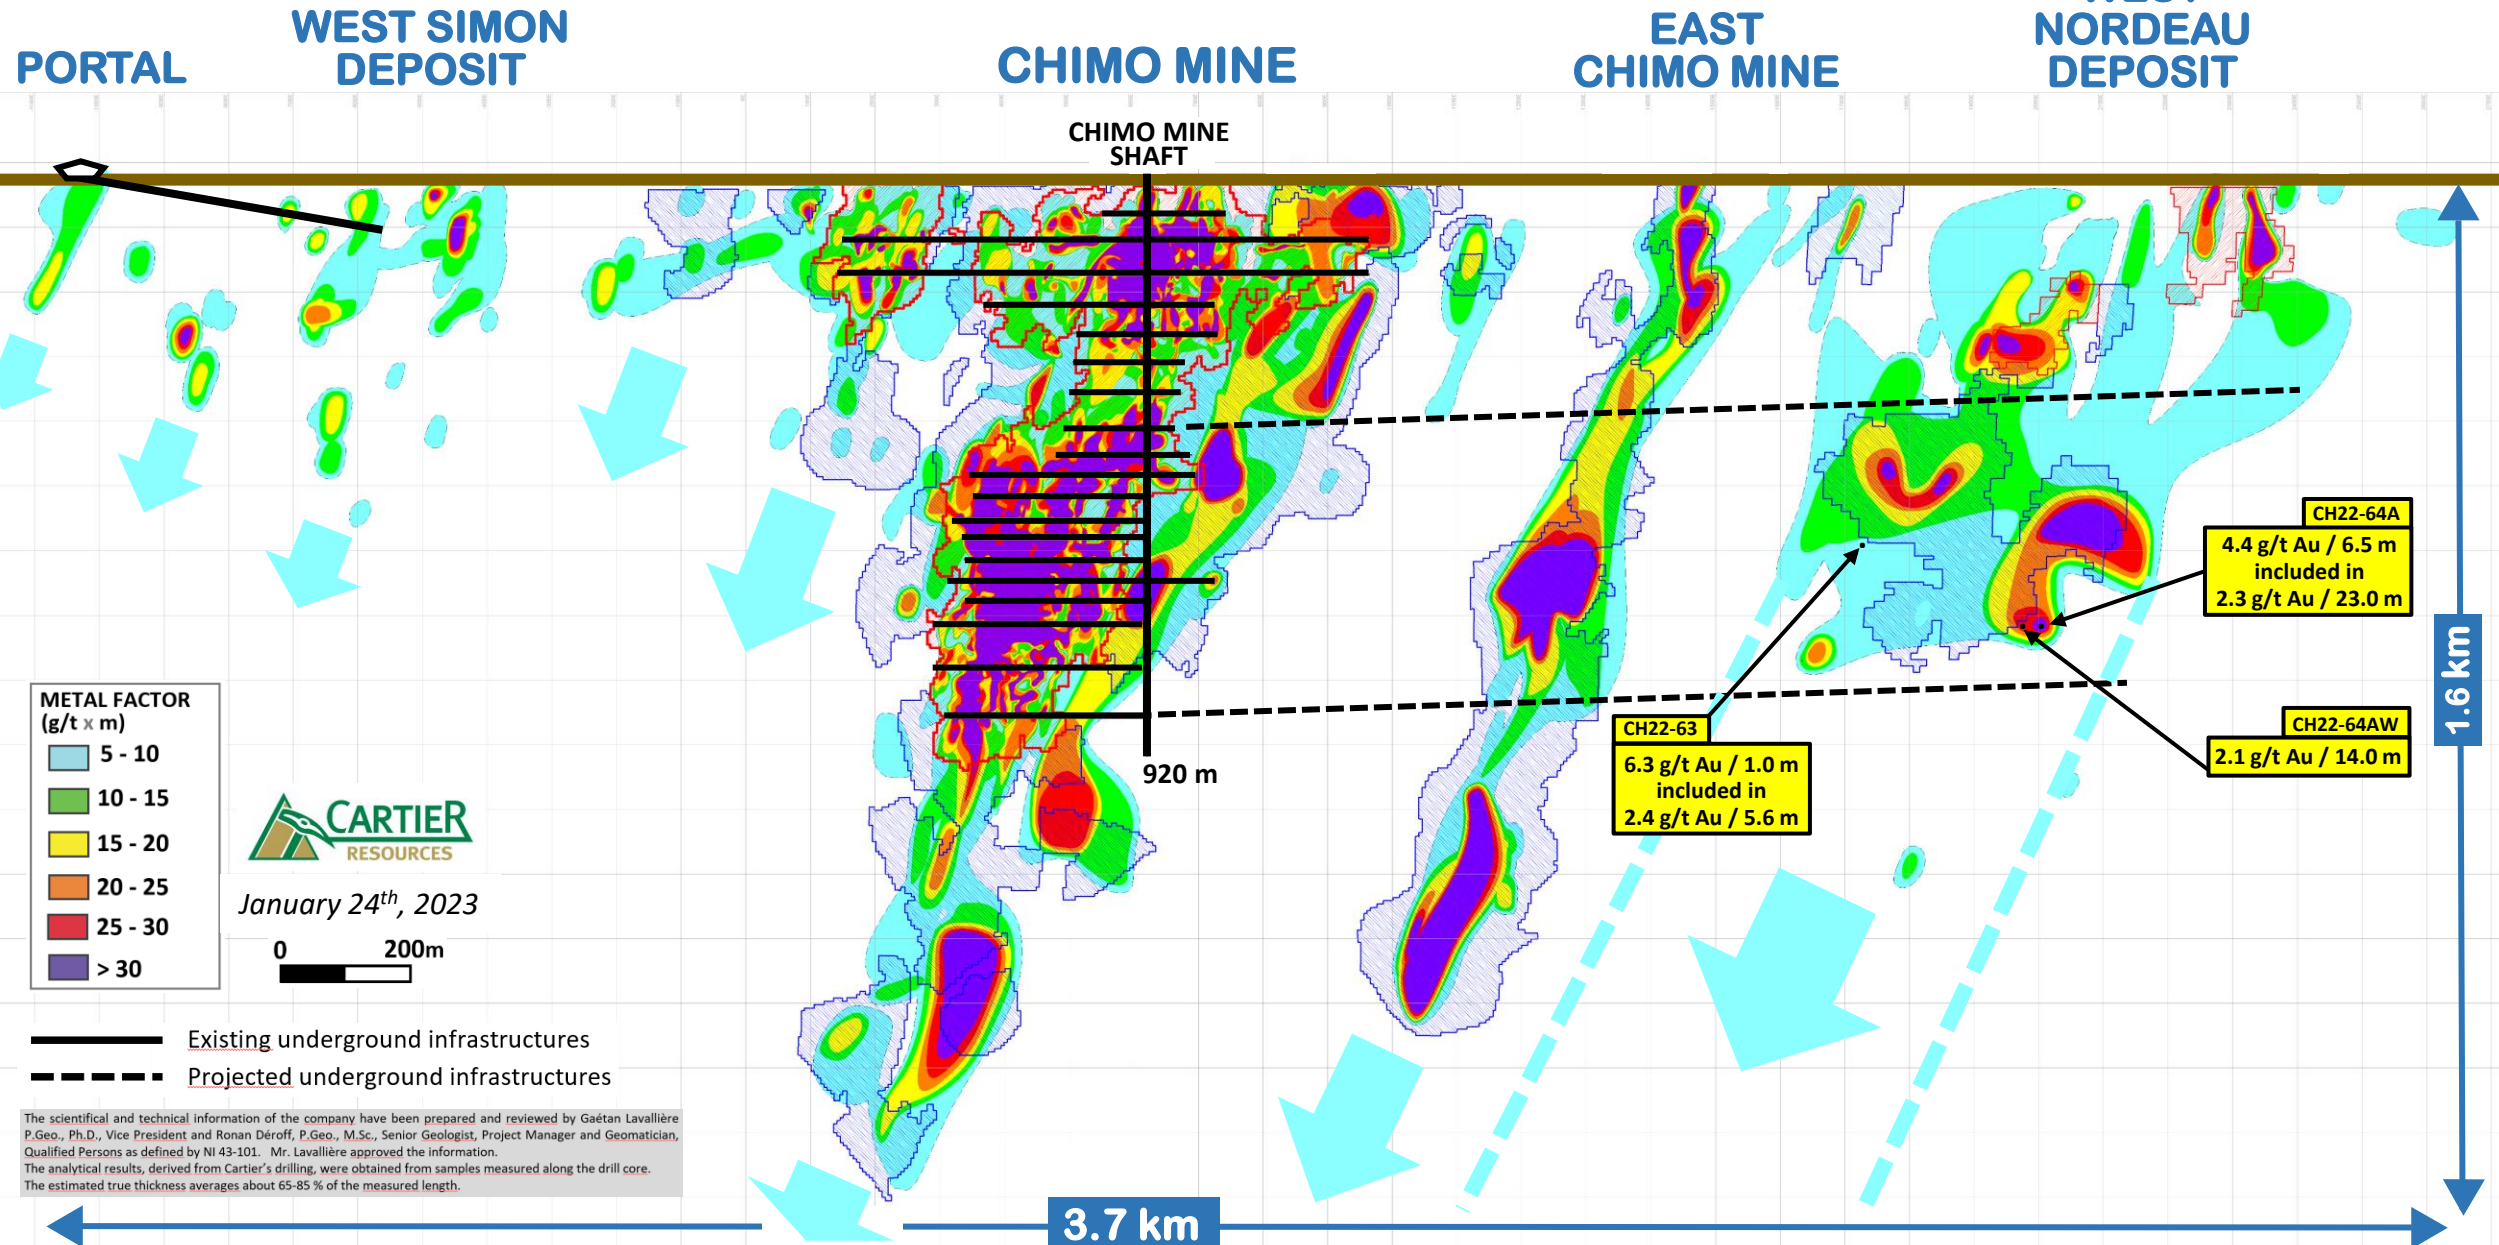 PORTAL
WEST SIMON
DEPOSIT
CHIMO MINE
EAST
CHIMO MINE
WEST
NORDEAU
DEPOSIT
CHIMO MINE
SHAFT
920 m
CH22-64A
4.4 g/t Au / 6.5 m
included in
2.3 g/t Au / 23.0 m
CH22-64AW
2.1 g/t Au / 14.0 m
CH22-63
6.3 g/t Au / 1.0 m
included in
2.4 g/t Au / 5.6 m
1.6 km
METAL FACTOR
(g/t x m)
5 - 10
10 - 15
15 - 20
20 - 25
25 - 30
> 30
CARTIER
RESOURCES
January 24th, 2023
0 200m
Existing underground infrastructures
Projected underground infrastructures
The scientifical and technical information of the company have been prepared and reviewed by Gaétan Lavallière
P.Geo., Ph.D., Vice President and Ronan Déroff, P.Geo., M.Sc., Senior Geologist, Project Manager and Geomatician,
Qualified Persons as defined by NI 43-101. Mr. Lavallière approved the information.
The analytical results, derived from Cartier's drilling, were obtained from samples measured along the drill core.
The estimated true thickness averages about 65-85 % of the measured length.
3.7 km